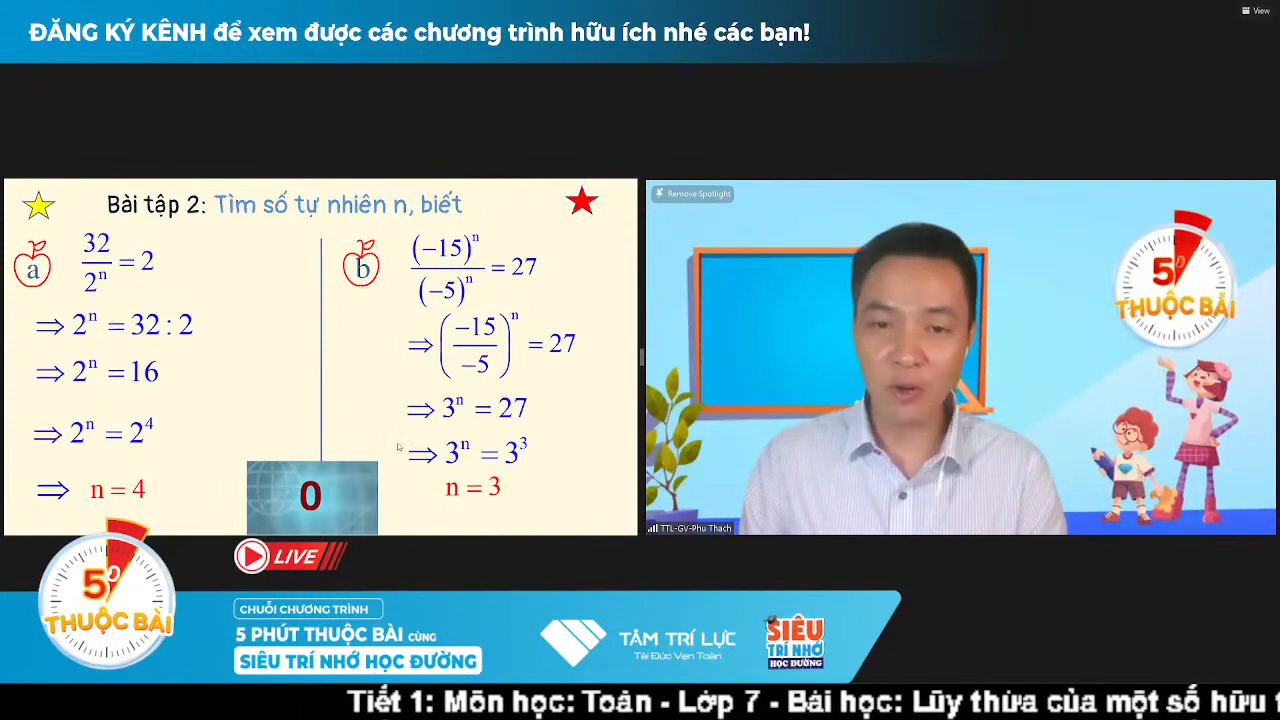 ĐĂNG KÝ KÊNH để xem được các chương trình hữu ích nhé các bạn!
View
Bài tập 2: Tìm số tự nhiên n, biết
a
32/2^n = 2
⇒ 2^n = 32 : 2
⇒ 2^n = 16
⇒ 2^n = 2^4
⇒ n = 4
b
(−15)^n/(−5)^n = 27
⇒ (−15/−5)^n = 27
⇒ 3^n = 27
⇒ 3^n = 3^3
n = 3
0
Remove Spotlight
5
THUỘC BÀI
TTL-GV-Phu Thach
LIVE
5
THUỘC BÀI
CHUỖI CHƯƠNG TRÌNH
5 PHÚT THUỘC BÀI CÙNG
SIÊU TRÍ NHỚ HỌC ĐƯỜNG
TÂM TRÍ LỰC
Tài Đức Vẹn Toàn
SIÊU
TRÍ NHỚ
HỌC ĐƯỜNG
Tiết 1: Môn học: Toán - Lớp 7 - Bài học: Lũy thừa của một số hữu